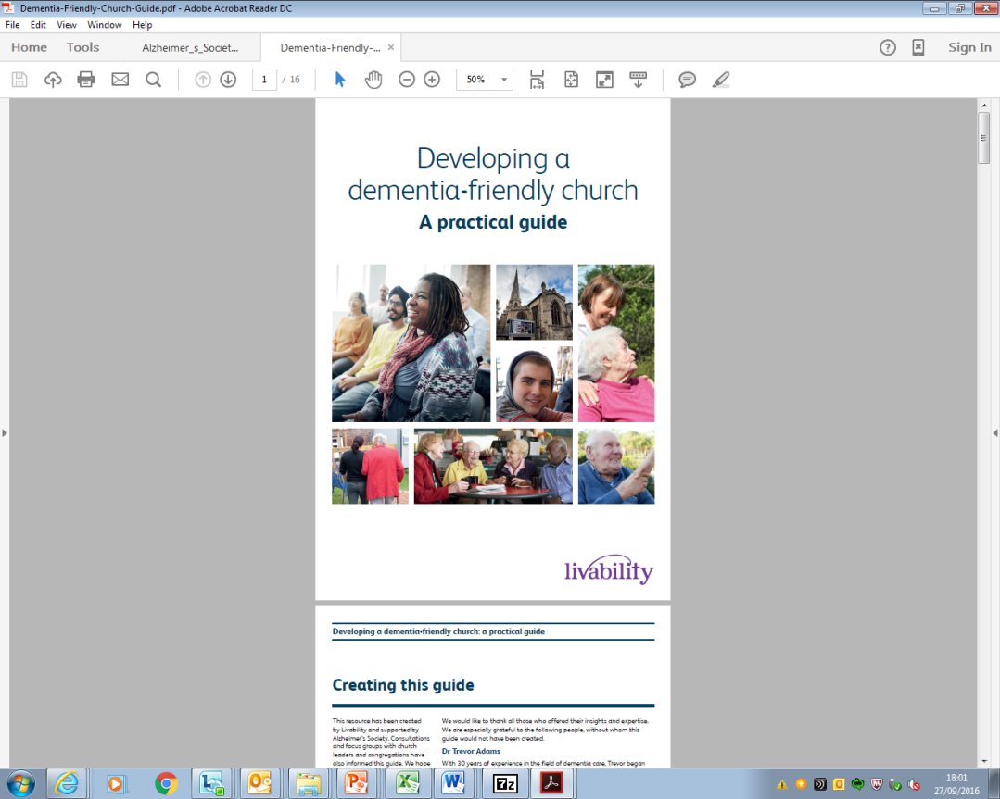 Dementia-Friendly-Church-Guide.pdf - Adobe Acrobat Reader DC
File Edit View Window Help
Home Tools Alzheimer_s_Societ... Dementia-Friendly-... × Sign In
1 / 16 50%
Developing a
dementia-friendly church
A practical guide
livability
Developing a dementia-friendly church: a practical guide
Creating this guide
This resource has been created
by Livability and supported by
Alzheimer's Society. Consultations
and focus groups with church
leaders and congregations have
also informed this guide. We hope
We would like to thank all those who offered their insights and expertise.
We are especially grateful to the following people, without whom this
guide would not have been created.
Dr Trevor Adams
With 30 years of experience in the field of dementia care, Trevor began
18:01
27/09/2016